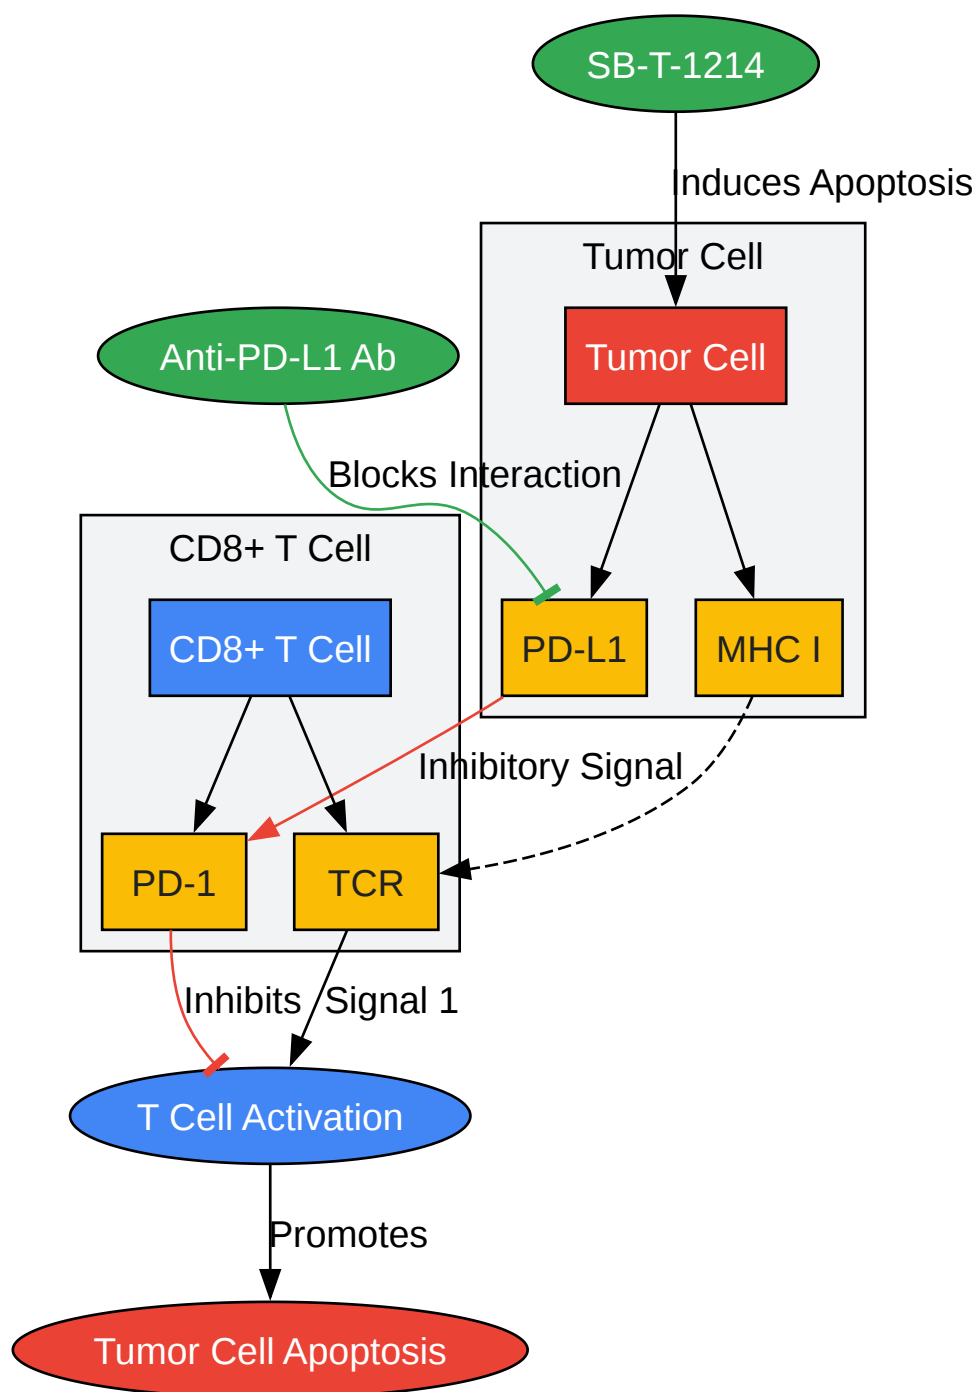 SB-T-1214
Induces Apoptosis
Tumor Cell
Anti-PD-L1 Ab
Tumor Cell
Blocks Interaction
CD8+ T Cell
CD8+ T Cell
PD-L1
MHC I
Inhibitory Signal
PD-1
TCR
Inhibits
Signal 1
T Cell Activation
Promotes
Tumor Cell Apoptosis